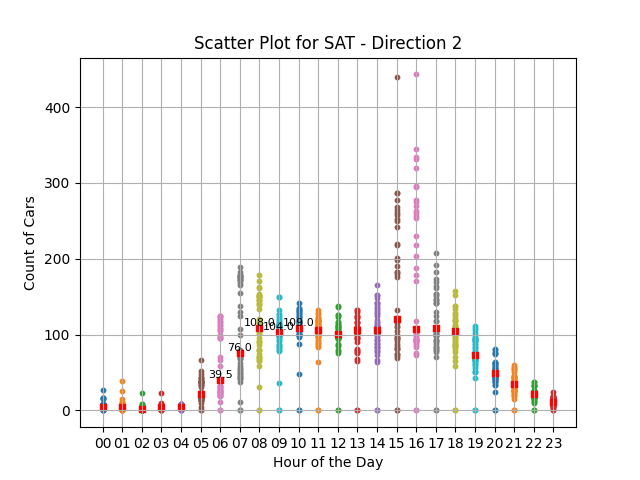 Scatter Plot for SAT - Direction 2
400
300
200
100
0
Count of Cars
39.5
76.0
108.0
104.0
109.0
00 01 02 03 04 05 06 07 08 09 10 11 12 13 14 15 16 17 18 19 20 21 22 23
Hour of the Day